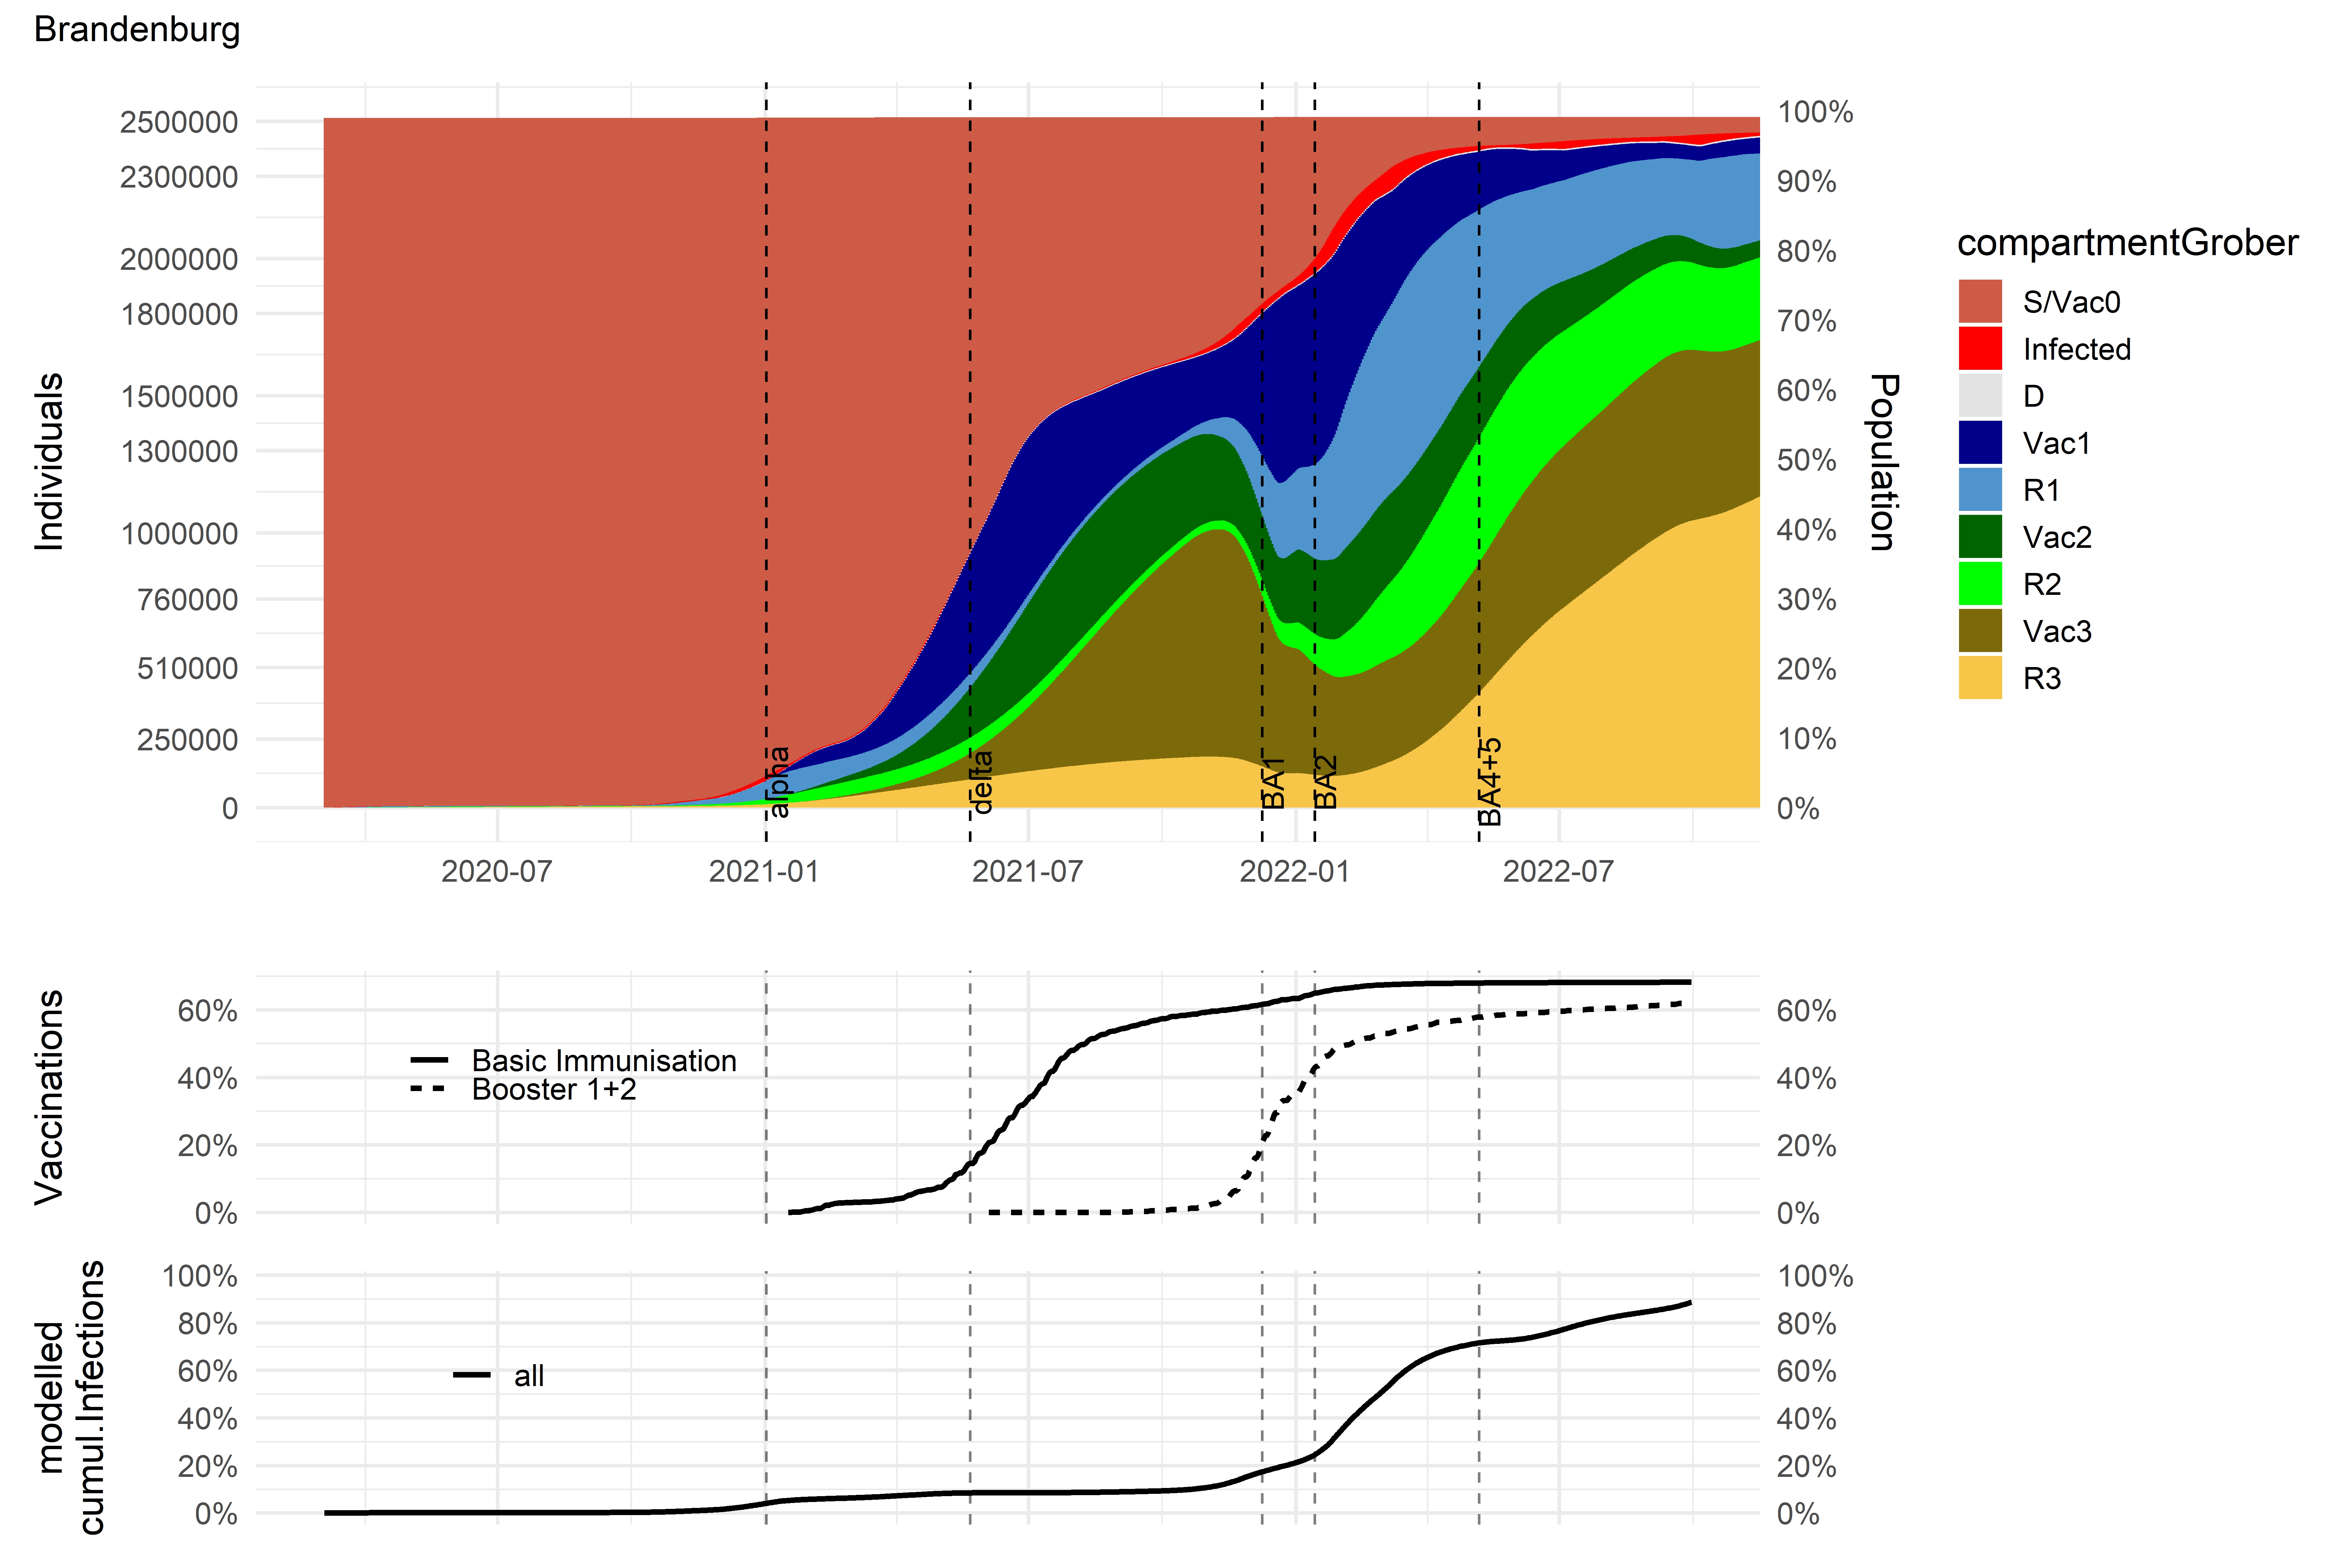 Brandenburg
Individuals
2500000
2300000
2000000
1800000
1500000
1300000
1000000
760000
510000
250000
0
100%
90%
80%
70%
60%
50%
40%
30%
20%
10%
0%
Population
alpha
delta
BA1
BA2
BA4+5
2020-07
2021-01
2021-07
2022-01
2022-07
compartmentGrober
S/Vac0
Infected
D
Vac1
R1
Vac2
R2
Vac3
R3
Vaccinations
60%
40%
20%
0%
Basic Immunisation
Booster 1+2
60%
40%
20%
0%
modelled
cumul.Infections
100%
80%
60%
40%
20%
0%
all
100%
80%
60%
40%
20%
0%